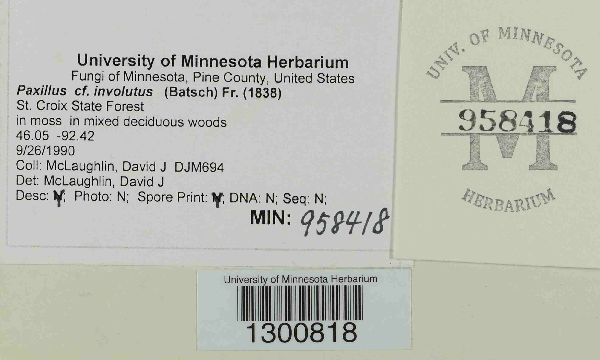 University of Minnesota Herbarium
Fungi of Minnesota, Pine County, United States
Paxillus cf. involutus (Batsch) Fr. (1838)
St. Croix State Forest
in moss in mixed deciduous woods
46.05 -92.42
9/26/1990
Coll: McLaughlin, David J DJM694
Det: McLaughlin, David J
Desc: Y; Photo: N; Spore Print: Y; DNA: N; Seq: N;
MIN: 958418
UNIV. OF MINNESOTA
M
958418
HERBARIUM
University of Minnesota Herbarium
1300818